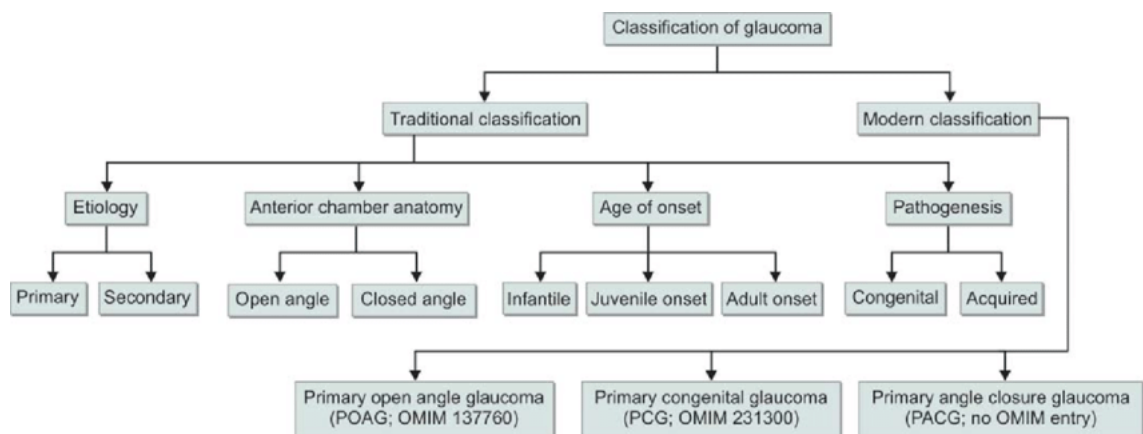 Classification of glaucoma
Traditional classification
Modern classification
Etiology
Anterior chamber anatomy
Age of onset
Pathogenesis
Primary
Secondary
Open angle
Closed angle
Infantile
Juvenile onset
Adult onset
Congenital
Acquired
Primary open angle glaucoma
(POAG; OMIM 137760)
Primary congenital glaucoma
(PCG; OMIM 231300)
Primary angle closure glaucoma
(PACG; no OMIM entry)